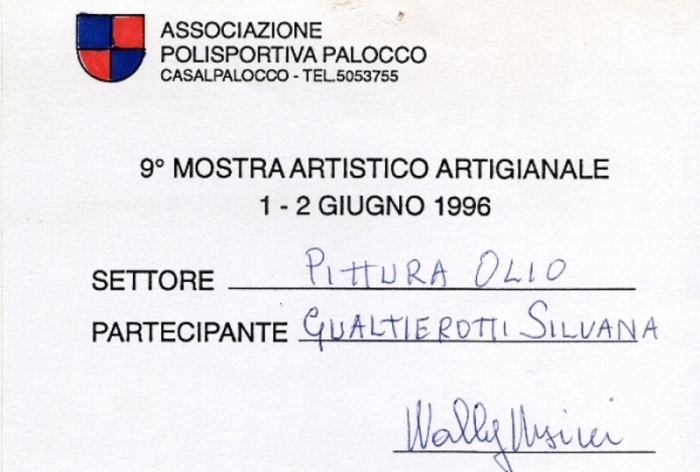 ASSOCIAZIONE
POLISPORTIVA PALOCCO
CASALPALOCCO - TEL.5053755
9° MOSTRA ARTISTICO ARTIGIANALE
1 - 2 GIUGNO 1996
SETTORE PITTURA OLIO
PARTECIPANTE GUALTIEROTTI SILVANA
Wally